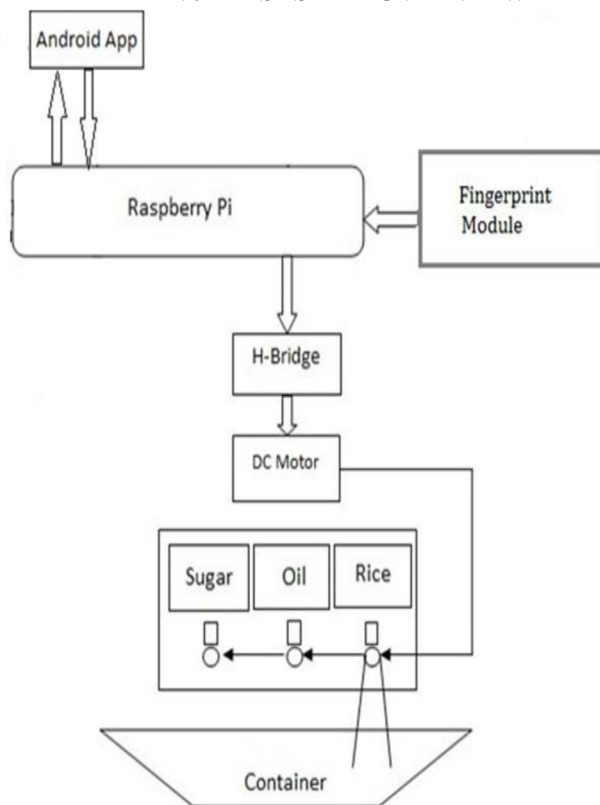 Android App
Raspberry Pi
Fingerprint
Module
H-Bridge
DC Motor
Sugar
Oil
Rice
Container